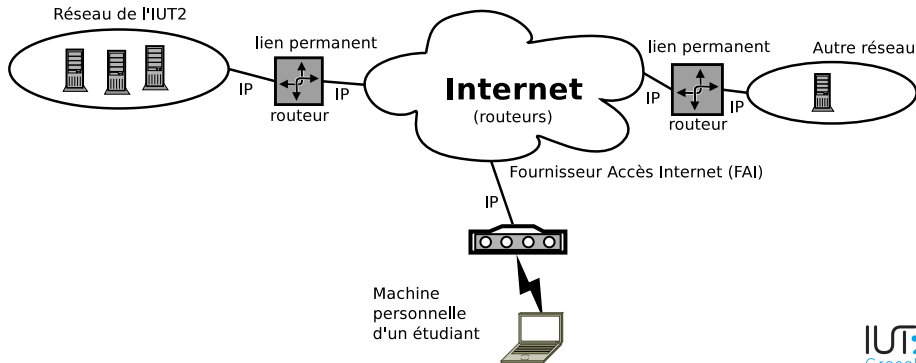 Réseau de l'IUT2
lien permanent
IP
IP
routeur
Internet
(routeurs)
lien permanent
Autre réseau
IP
IP
routeur
Fournisseur Accès Internet (FAI)
IP
Machine
personnelle
d'un étudiant